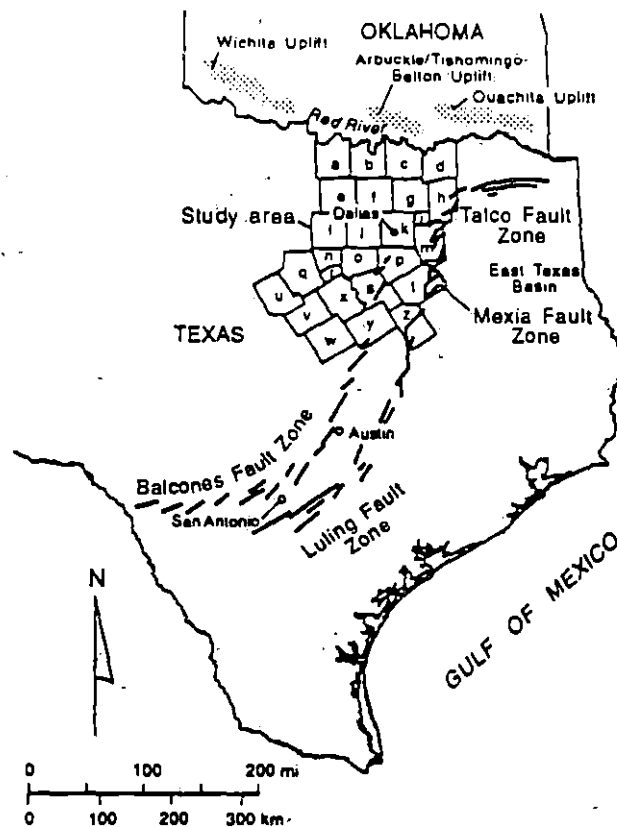 OKLAHOMA
Wichita Uplift
Arbuckle/Tishomingo-
Belton Uplift
Ouachita Uplift
Red River
a b c d
e f g h
Study area
Dallas
i j k l
Talco Fault
Zone
m
n o p
East Texas
Basin
q r
s t
u v x
Mexia Fault
Zone
TEXAS
w y z
Austin
Balcones Fault Zone
San Antonio
Luling Fault
Zone
N
GULF OF MEXICO
0 100 200 mi
0 100 200 300 km